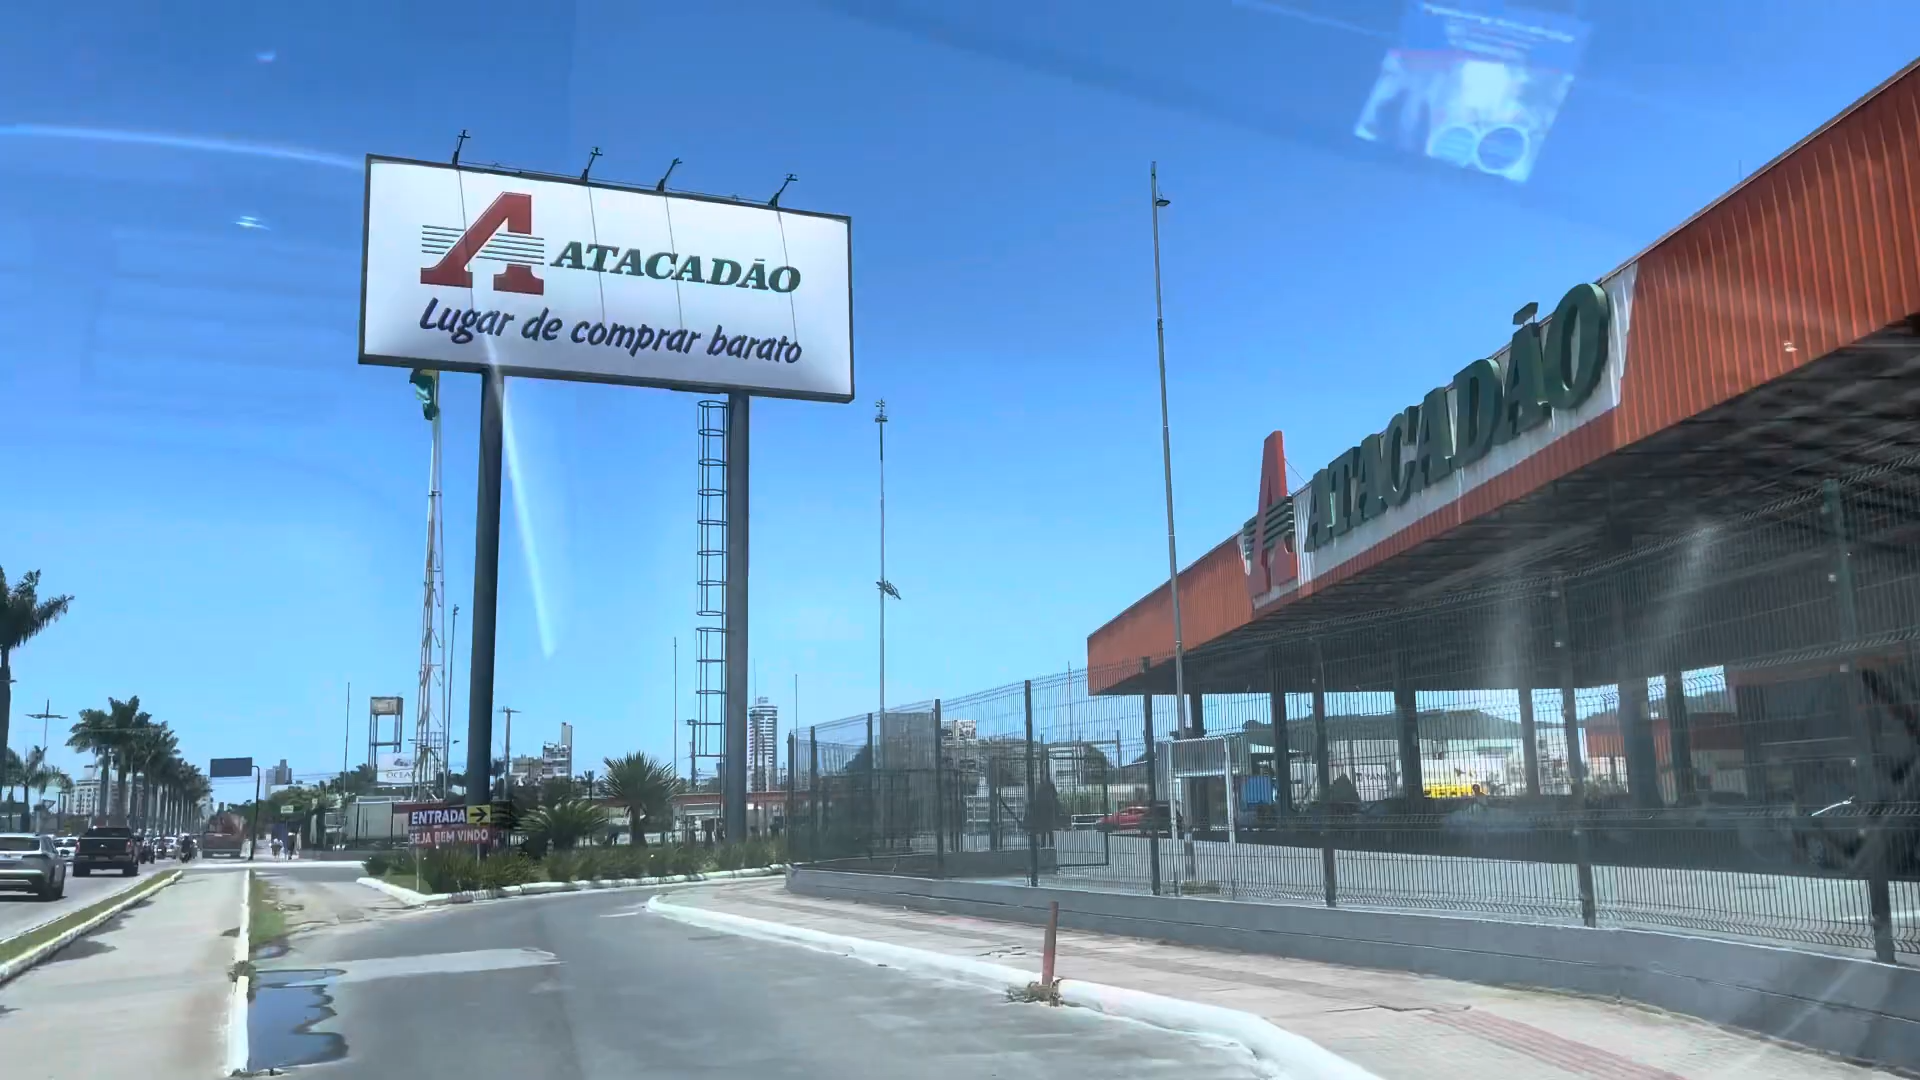 A ATACADÃO
Lugar de comprar barato
A ATACADÃO
ENTRADA
SEJA BEM VINDO